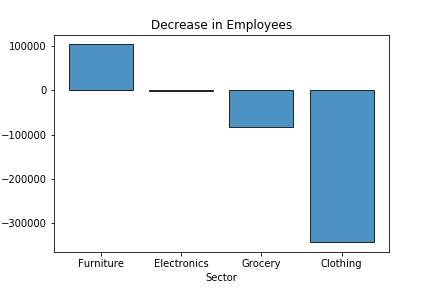 Decrease in Employees
100000
0
−100000
−200000
−300000
Furniture Electronics Grocery Clothing
Sector